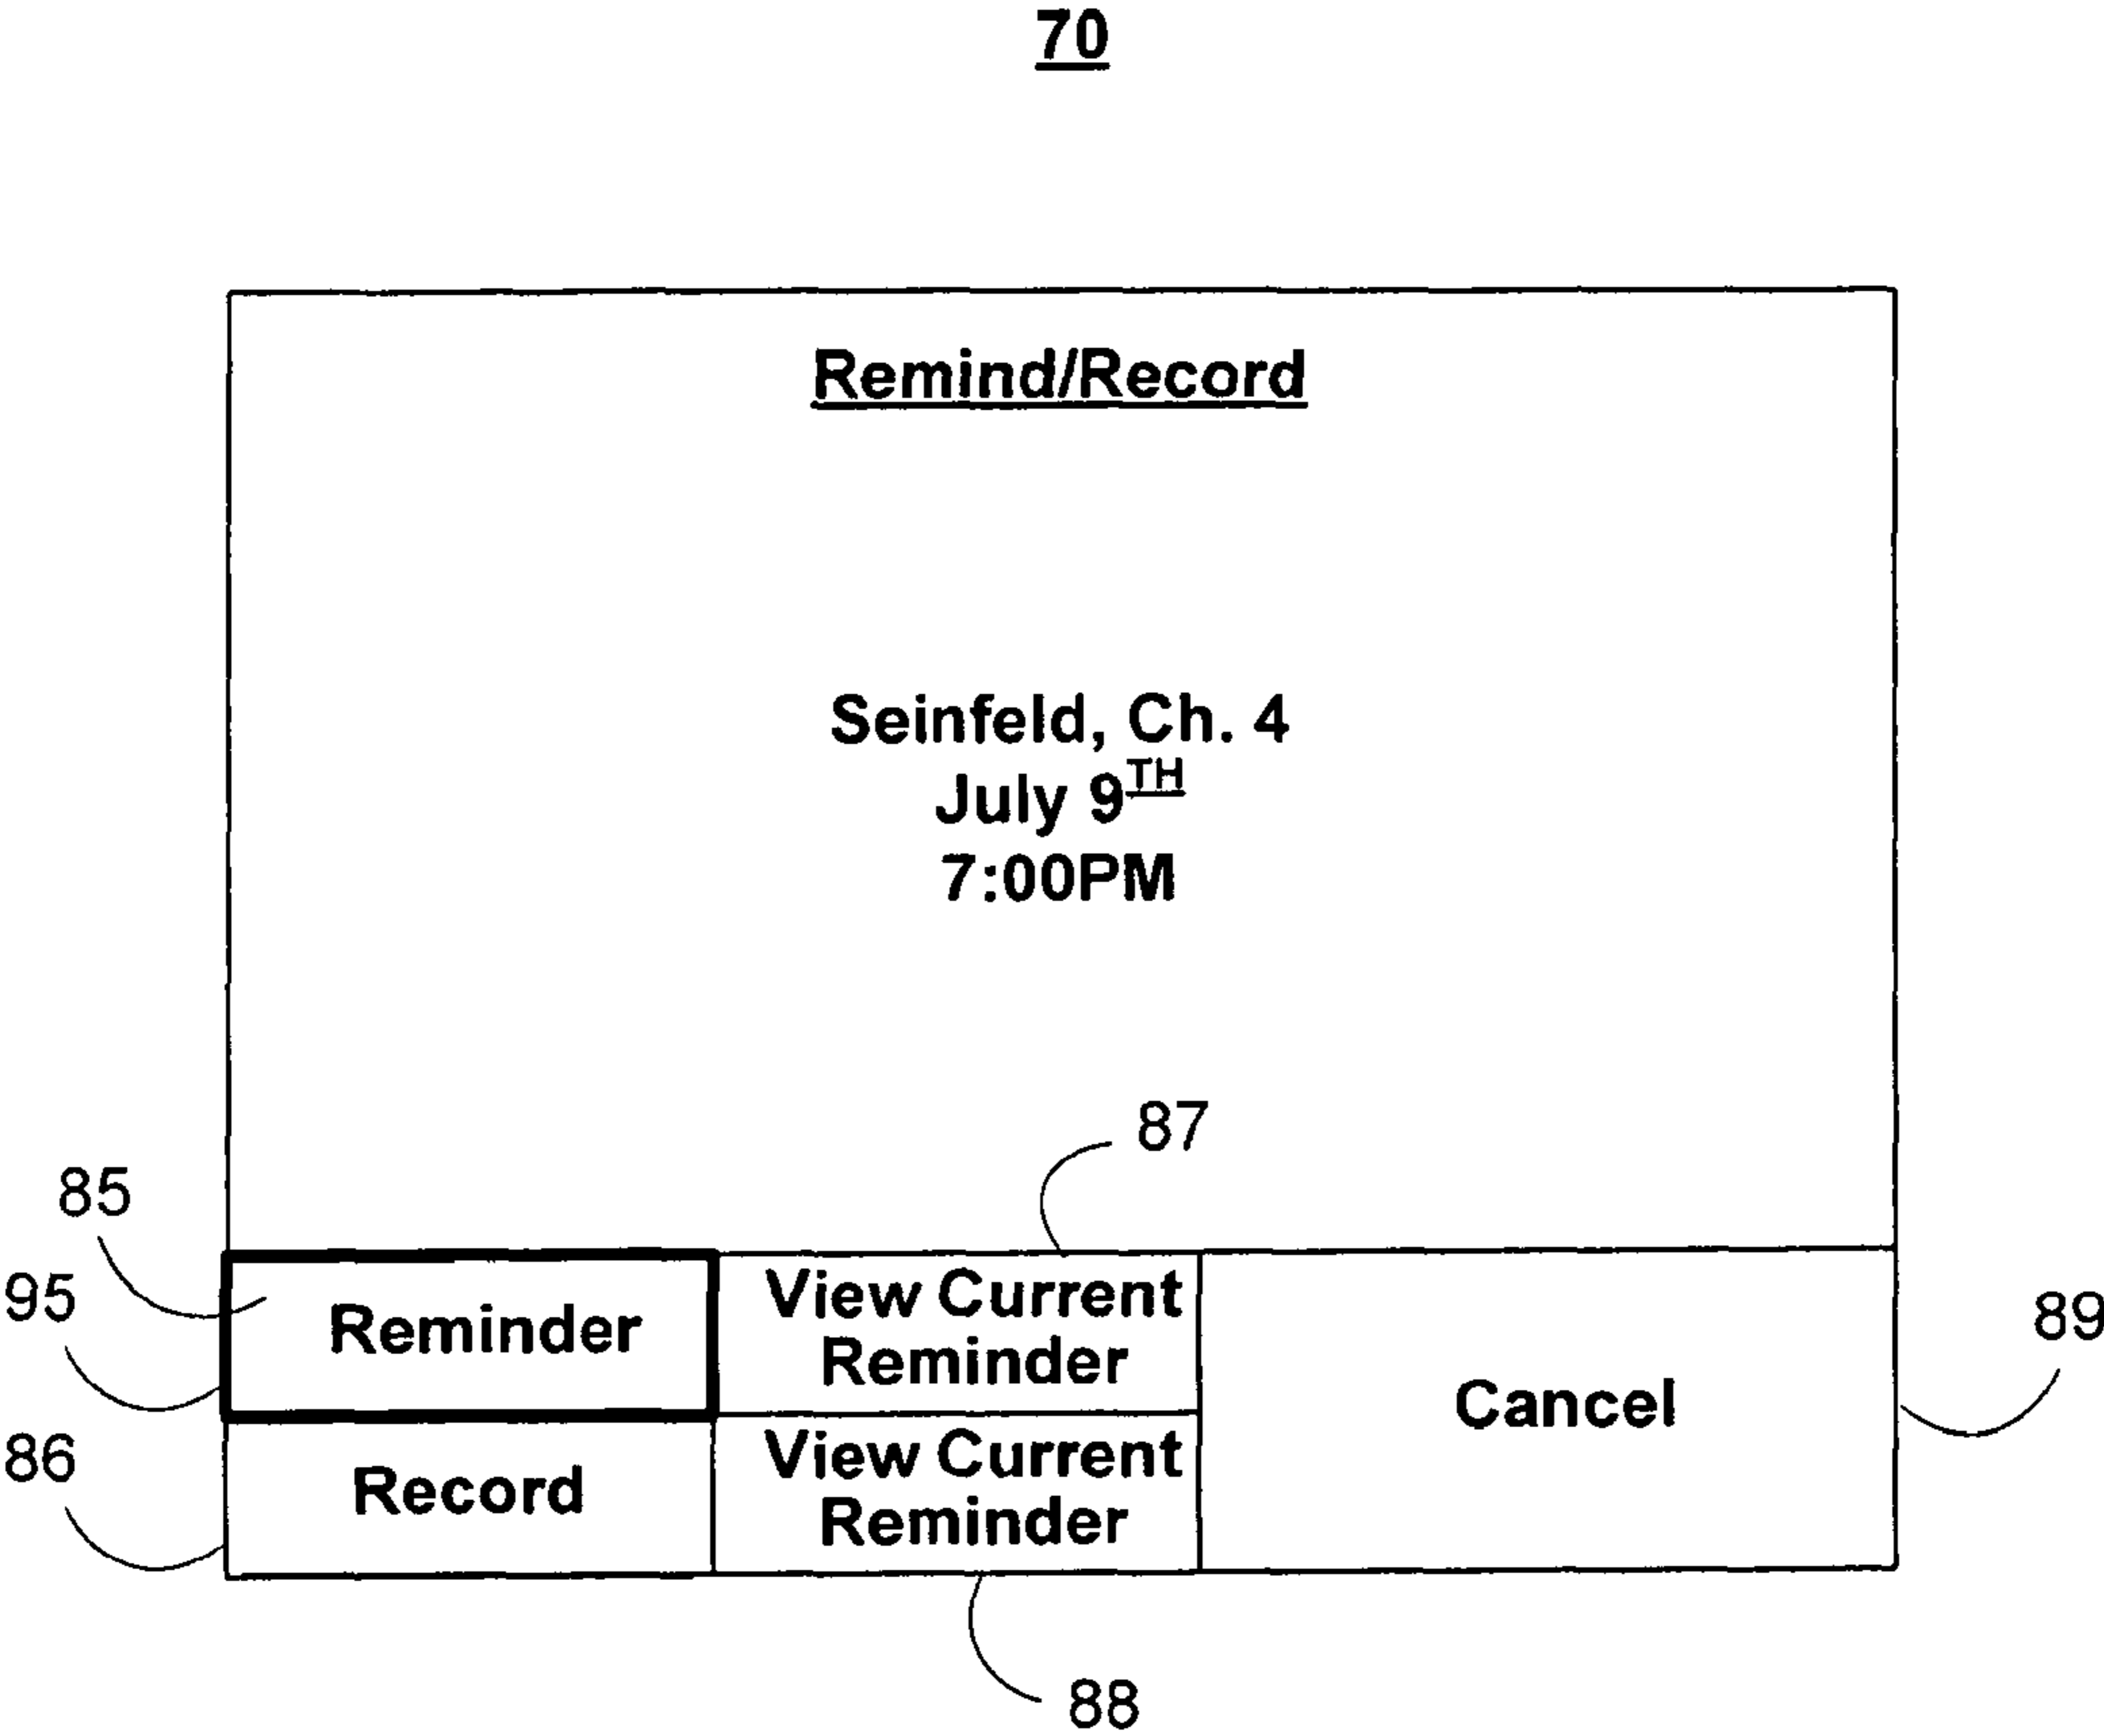 70
Remind/Record
Seinfeld, Ch. 4
July 9TH
7:00PM
87
85
95
Reminder
View Current
Reminder
89
Cancel
86
Record
View Current
Reminder
88